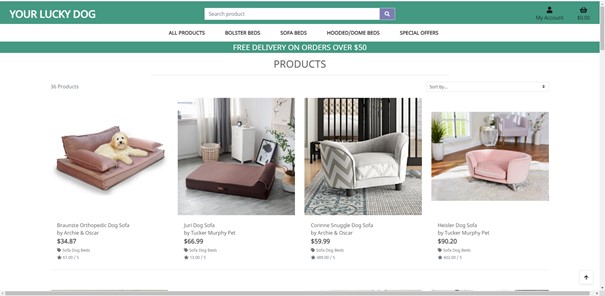 YOUR LUCKY DOG
Search product
My Account
$0.00
ALL PRODUCTS BOLSTER BEDS SOFA BEDS HOODED/DOME BEDS SPECIAL OFFERS
FREE DELIVERY ON ORDERS OVER $50
PRODUCTS
36 Products
Sort by...
Braunste Orthopedic Dog Sofa
by Archie & Oscar
$34.87
Sofa Dog Beds
Juri Dog Sofa
by Tucker Murphy Pet
$66.99
Sofa Dog Beds
Corinne Snuggle Dog Sofa
by Archie & Oscar
$59.99
Sofa Dog Beds
Heisler Dog Sofa
by Tucker Murphy Pet
$90.20
Sofa Dog Beds